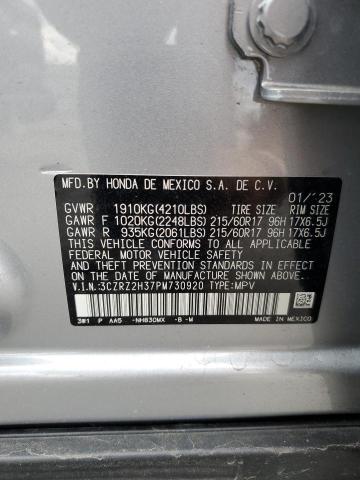 MFD.BY HONDA DE MEXICO S.A. DE C.V. 01/'23
GVWR 1910KG(4210LBS) TIRE SIZE RIM SIZE
GAWR F 1020KG(2248LBS) 215/60R17 96H 17X6.5J
GAWR R 935KG(2061LBS) 215/60R17 96H 17X6.5J
THIS VEHICLE CONFORMS TO ALL APPLICABLE
FEDERAL MOTOR VEHICLE SAFETY STANDARDS IN
EFFECT ON THE DATE OF MANUFACTURE SHOWN ABOVE.
V.I.N:3CZRZ2H37PM730920 TYPE:MPV
3W1 P AA5 -NH830MX -B-M
MADE IN MEXICO